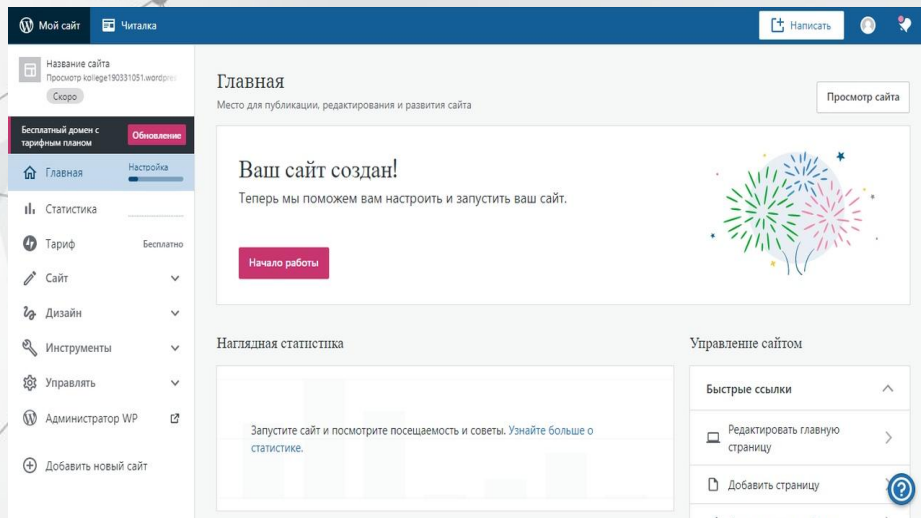 Мой сайт
Читалка
Написать
Название сайта
Просмотр kollege190331051.wordpre
Скоро
Бесплатный домен с
тарифным планом
Обновление
Главная
Настройка
Статистика
Тариф
Бесплатно
Сайт
Дизайн
Инструменты
Управлять
Администратор WP
Добавить новый сайт
Главная
Место для публикации, редактирования и развития сайта
Просмотр сайта
Ваш сайт создан!
Теперь мы поможем вам настроить и запустить ваш сайт.
Начало работы
Наглядная статистика
Запустите сайт и посмотрите посещаемость и советы. Узнайте больше о
статистике.
Управление сайтом
Быстрые ссылки
Редактировать главную
страницу
Добавить страницу